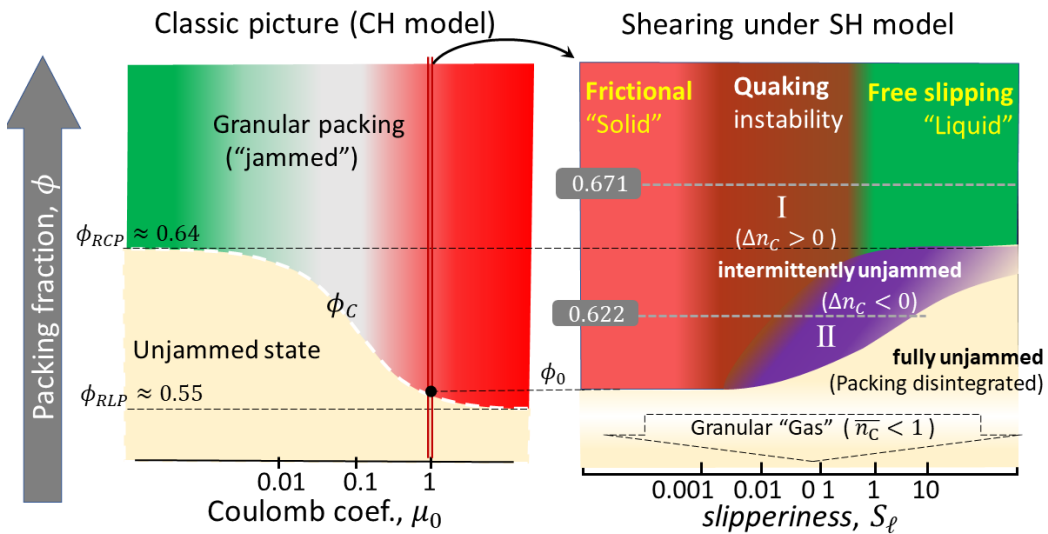 Classic picture (CH model)
Shearing under SH model
Packing fraction, ϕ
Granular packing
("jammed")
ϕ_RCP ≈ 0.64
ϕ_C
Unjammed state
ϕ_RLP ≈ 0.55
ϕ_0
0.01 0.1 1
Coulomb coef., μ_0
Frictional
"Solid"
Quaking
instability
Free slipping
"Liquid"
0.671
I
(Δn_C > 0)
intermittently unjammed
(Δn_C < 0)
0.622
II
fully unjammed
(Packing disintegrated)
Granular "Gas" ( n̅_C̅ < 1 )
0.001 0 1 1 10
slipperiness, S_ℓ